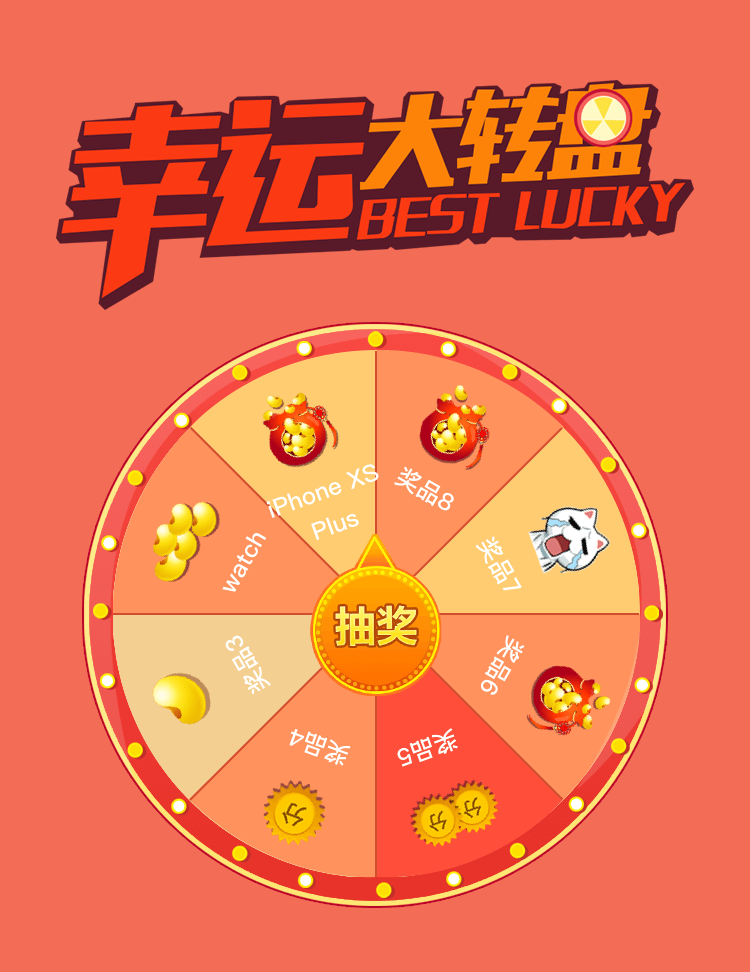 幸运大转盘
BEST LUCKY
iPhone XS
Plus
奖品8
奖品7
奖品6
奖品5
分
分
奖品4
分
奖品3
watch
抽奖